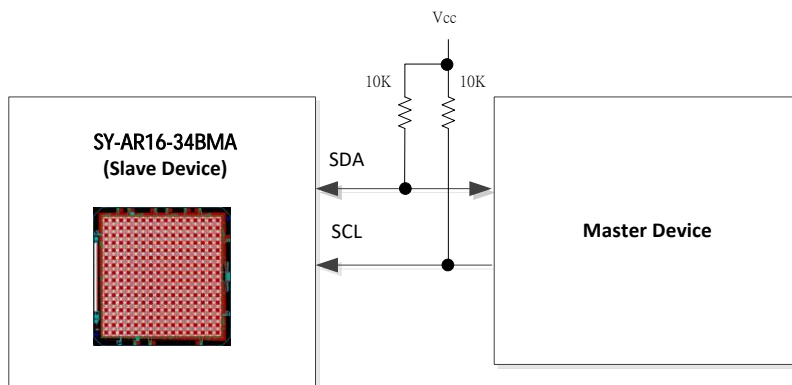 Vcc
10K
10K
SY-AR16-34BMA
(Slave Device)
SDA
SCL
Master Device